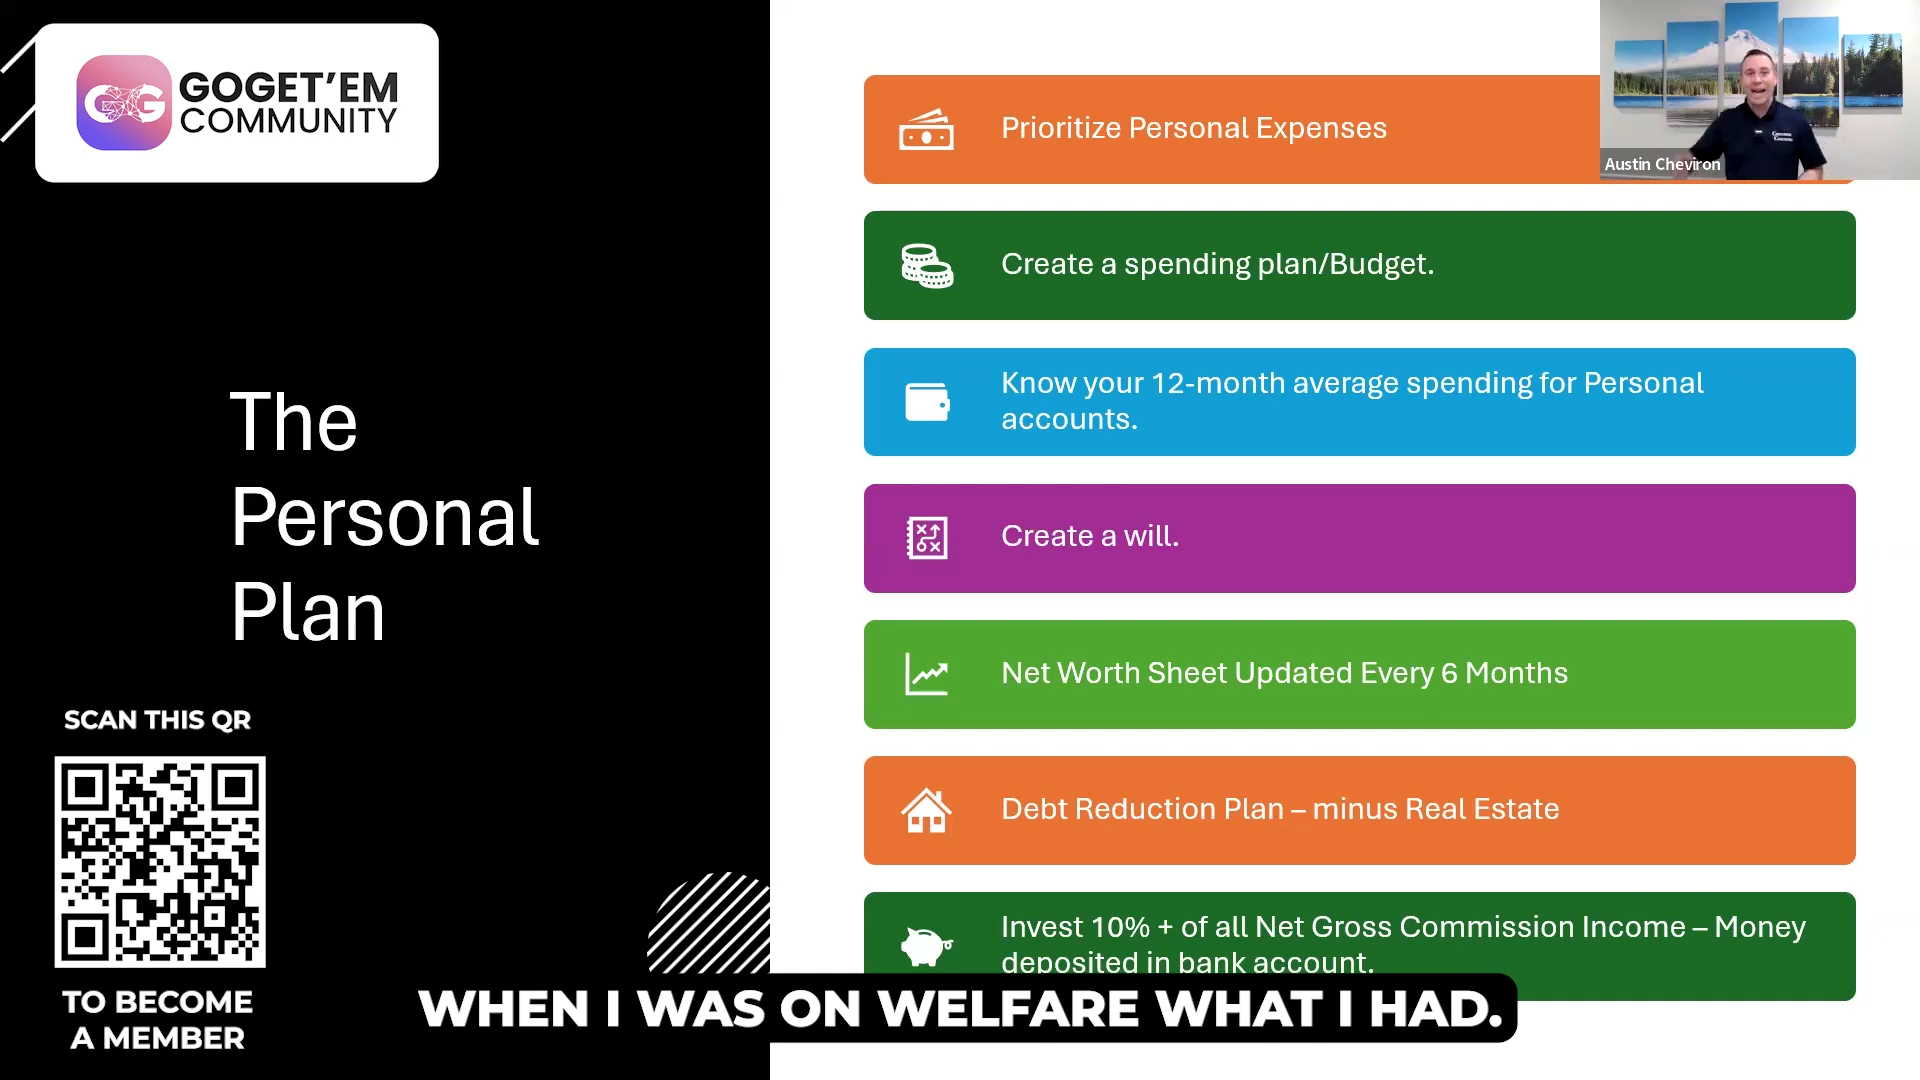 GG
GOGET'EM
COMMUNITY
The
Personal
Plan
SCAN THIS QR
TO BECOME
A MEMBER
Prioritize Personal Expenses
Create a spending plan/Budget.
Know your 12-month average spending for Personal
accounts.
Create a will.
Net Worth Sheet Updated Every 6 Months
Debt Reduction Plan – minus Real Estate
Invest 10% + of all Net Gross Commission Income – Money
deposited in bank account.
Austin Cheviron
WHEN I WAS ON WELFARE WHAT I HAD.